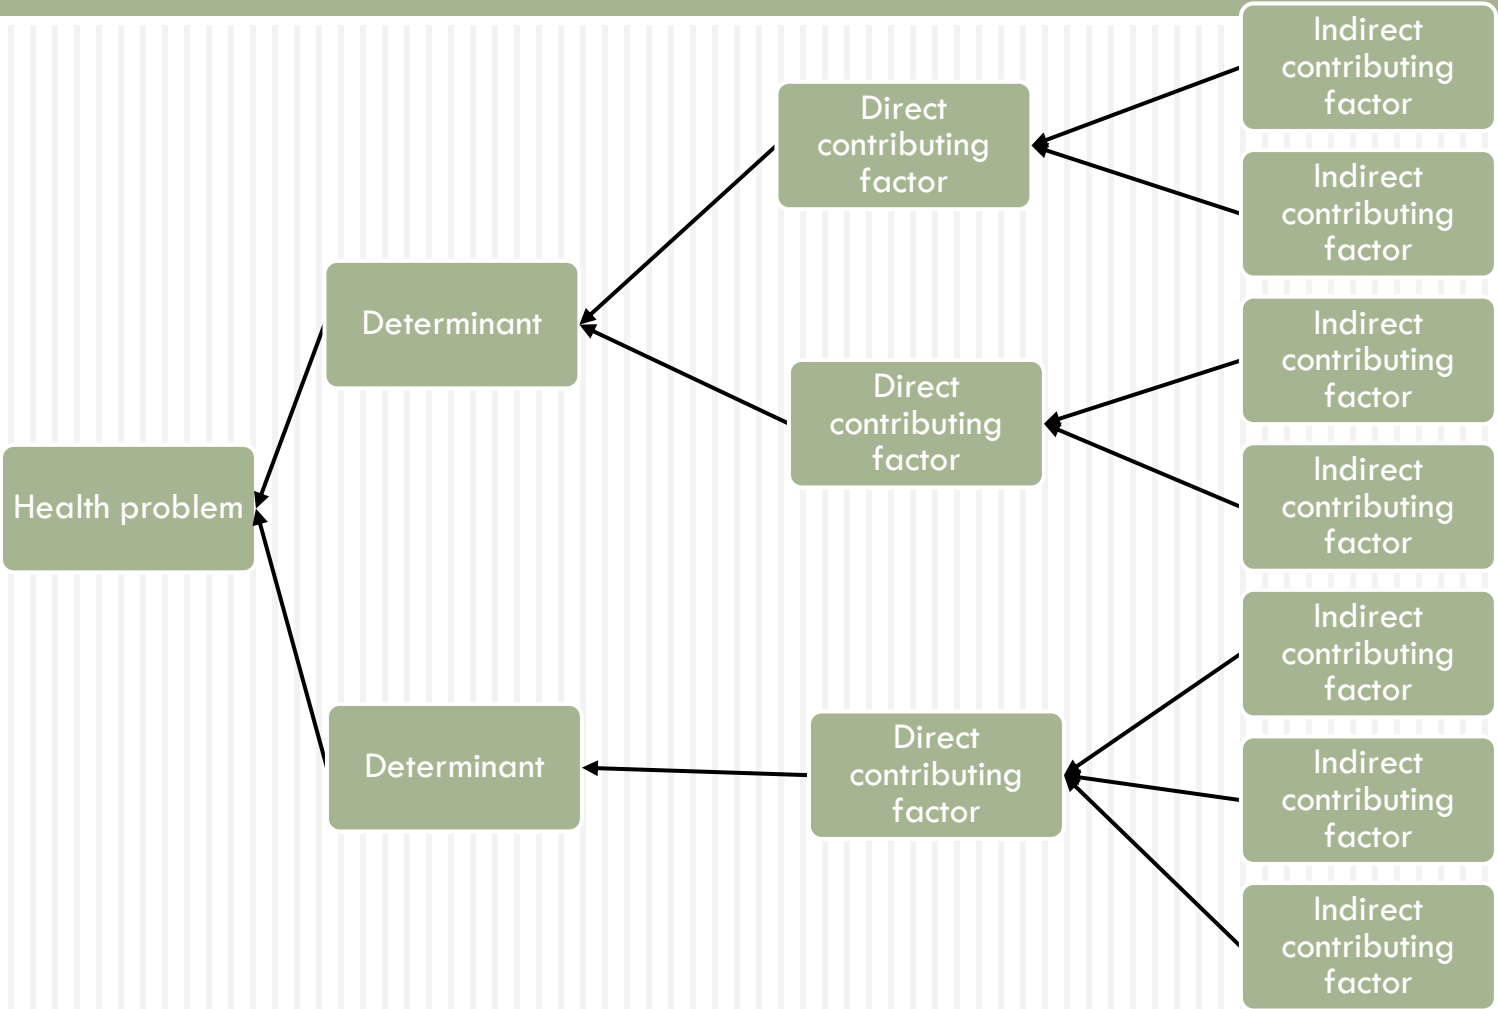 Health problem
Determinant
Determinant
Direct
contributing
factor
Direct
contributing
factor
Direct
contributing
factor
Indirect
contributing
factor
Indirect
contributing
factor
Indirect
contributing
factor
Indirect
contributing
factor
Indirect
contributing
factor
Indirect
contributing
factor
Indirect
contributing
factor